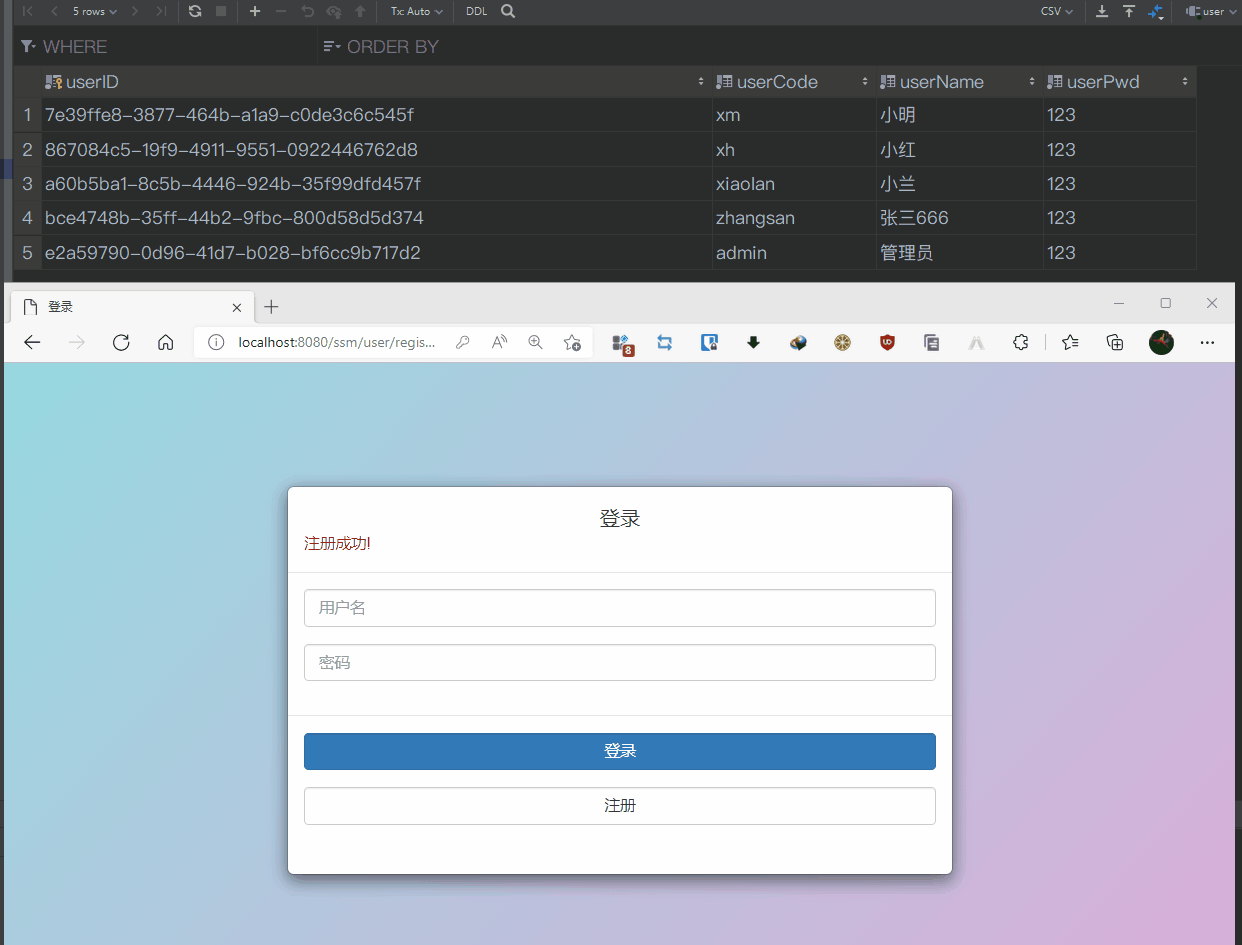 5 rows Tx: Auto DDL CSV user
WHERE ORDER BY
userID userCode userName userPwd
1 7e39ffe8-3877-464b-a1a9-c0de3c6c545f xm 小明 123
2 867084c5-19f9-4911-9551-0922446762d8 xh 小红 123
3 a60b5ba1-8c5b-4446-924b-35f99dfd457f xiaolan 小兰 123
4 bce4748b-35ff-44b2-9fbc-800d58d5d374 zhangsan 张三666 123
5 e2a59790-0d96-41d7-b028-bf6cc9b717d2 admin 管理员 123
登录
localhost:8080/ssm/user/regis... 8
登录
注册成功!
用户名
密码
登录
注册